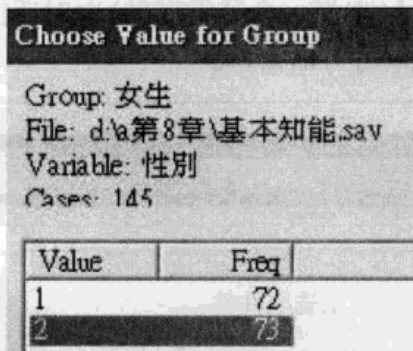 Choose Value for Group
Group: 女生
File: d:\a第8章\基本知能.sav
Variable: 性別
Cases: 145
Value Freq
1 72
2 73